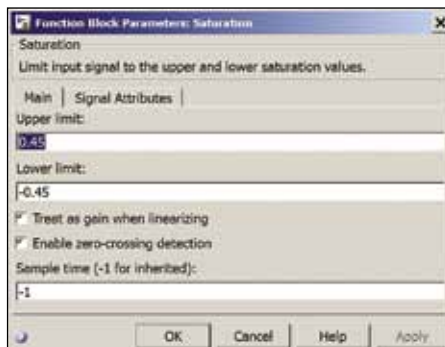 Function Block Parameters: Saturation
Saturation
Limit input signal to the upper and lower saturation values.
Main Signal Attributes
Upper limit:
0.45
Lower limit:
-0.45
Treat as gain when linearizing
Enable zero-crossing detection
Sample time (-1 for inherited):
-1
OK Cancel Help Apply